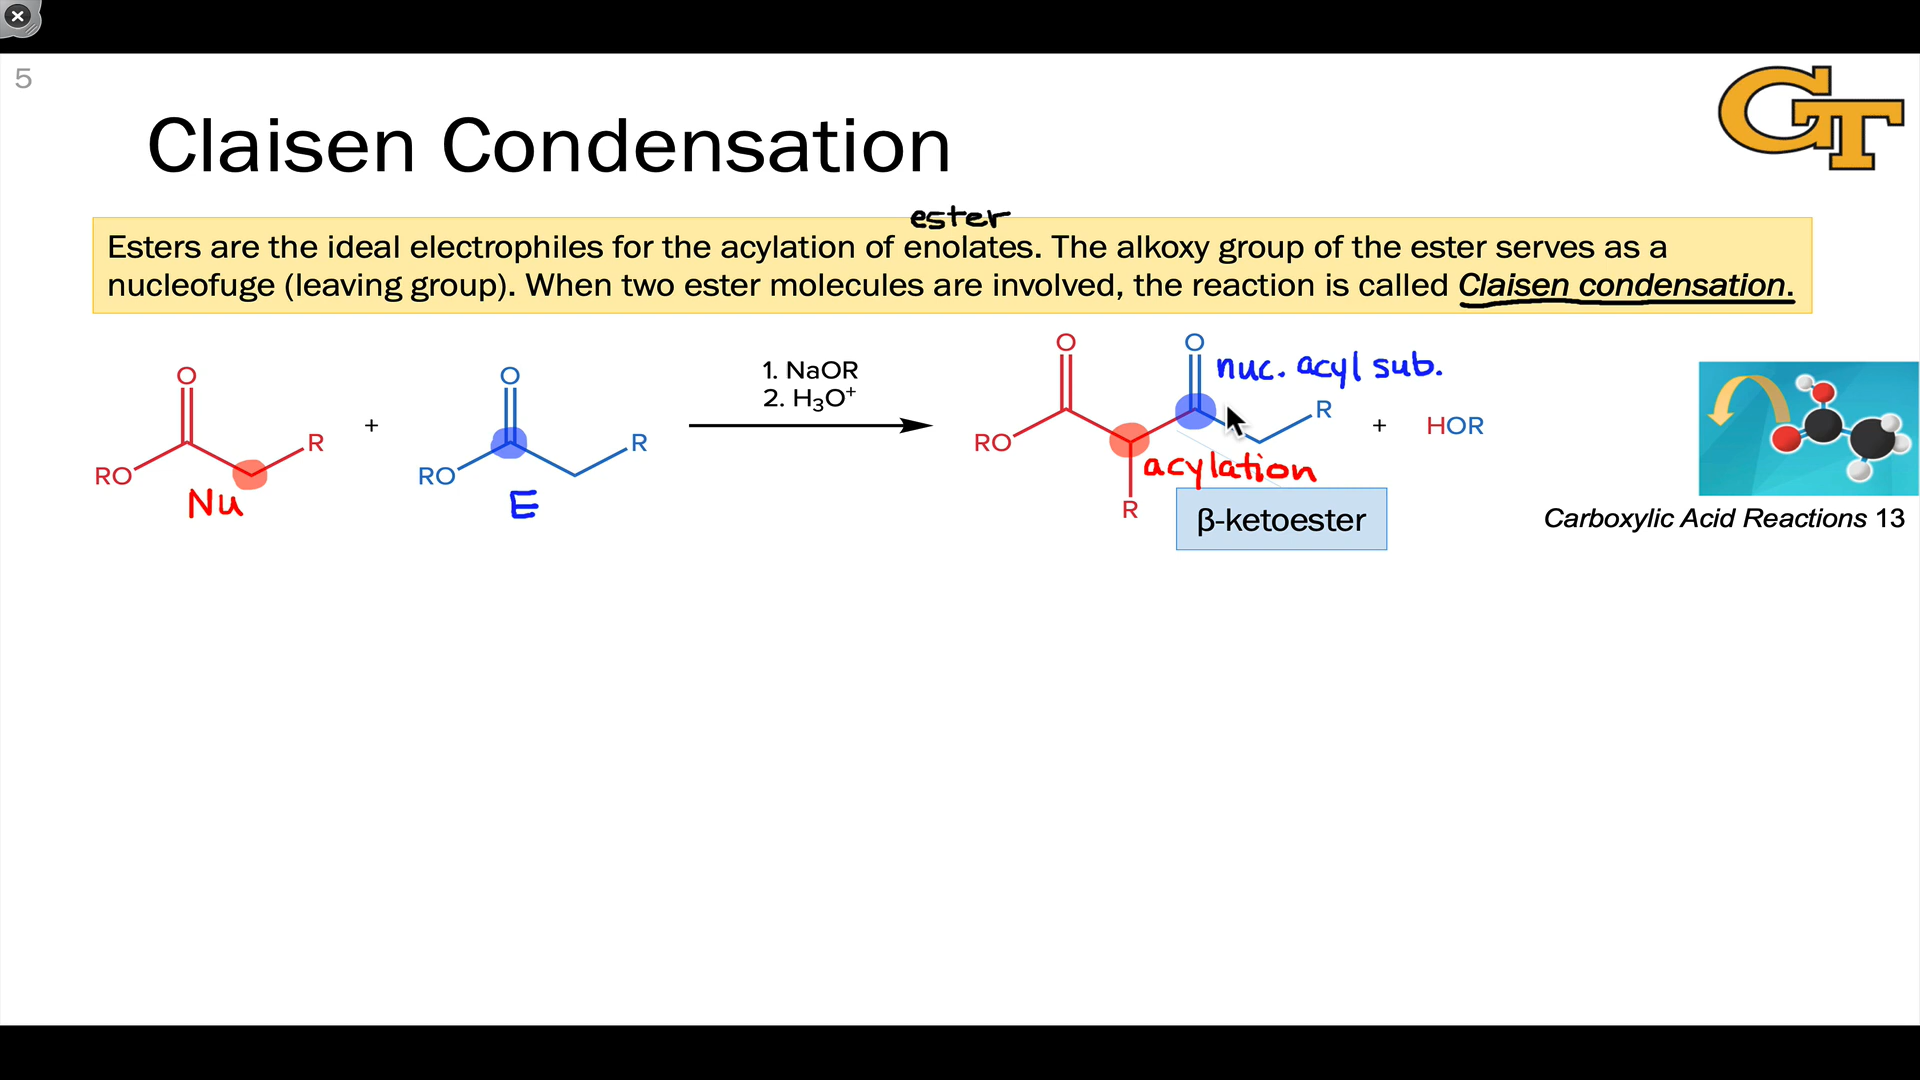 5
GT
Claisen Condensation
ester
Esters are the ideal electrophiles for the acylation of enolates. The alkoxy group of the ester serves as a
nucleofuge (leaving group). When two ester molecules are involved, the reaction is called Claisen condensation.
O
RO
R
Nu
+
O
RO
R
E
1. NaOR
2. H₃O⁺
O
O
nuc. acyl sub.
RO
R
acylation
R
β-ketoester
+
HOR
Carboxylic Acid Reactions 13